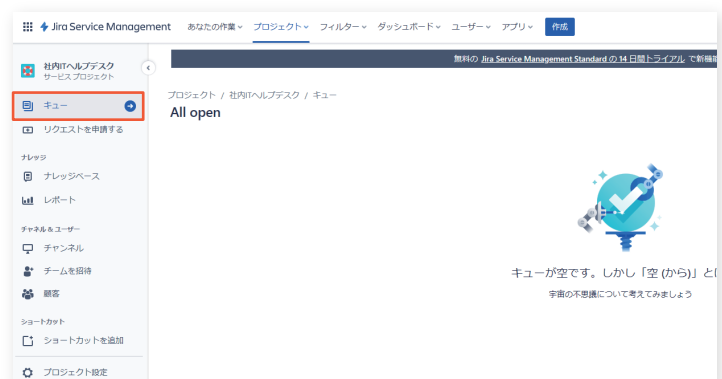 Jira Service Management あなたの作業 プロジェクト フィルター ダッシュボード ユーザー アプリ 作成
無料の Jira Service Management Standard の 14 日間トライアル で新機
社内ITヘルプデスク
サービスプロジェクト
キュー
リクエストを申請する
ナレッジ
ナレッジベース
レポート
チャネル & ユーザー
チャンネル
チームを招待
顧客
ショートカット
ショートカットを追加
プロジェクト設定
プロジェクト / 社内ITヘルプデスク / キュー
All open
キューが空です。しかし「空 (から)」と
宇宙の不思議について考えてみましょう